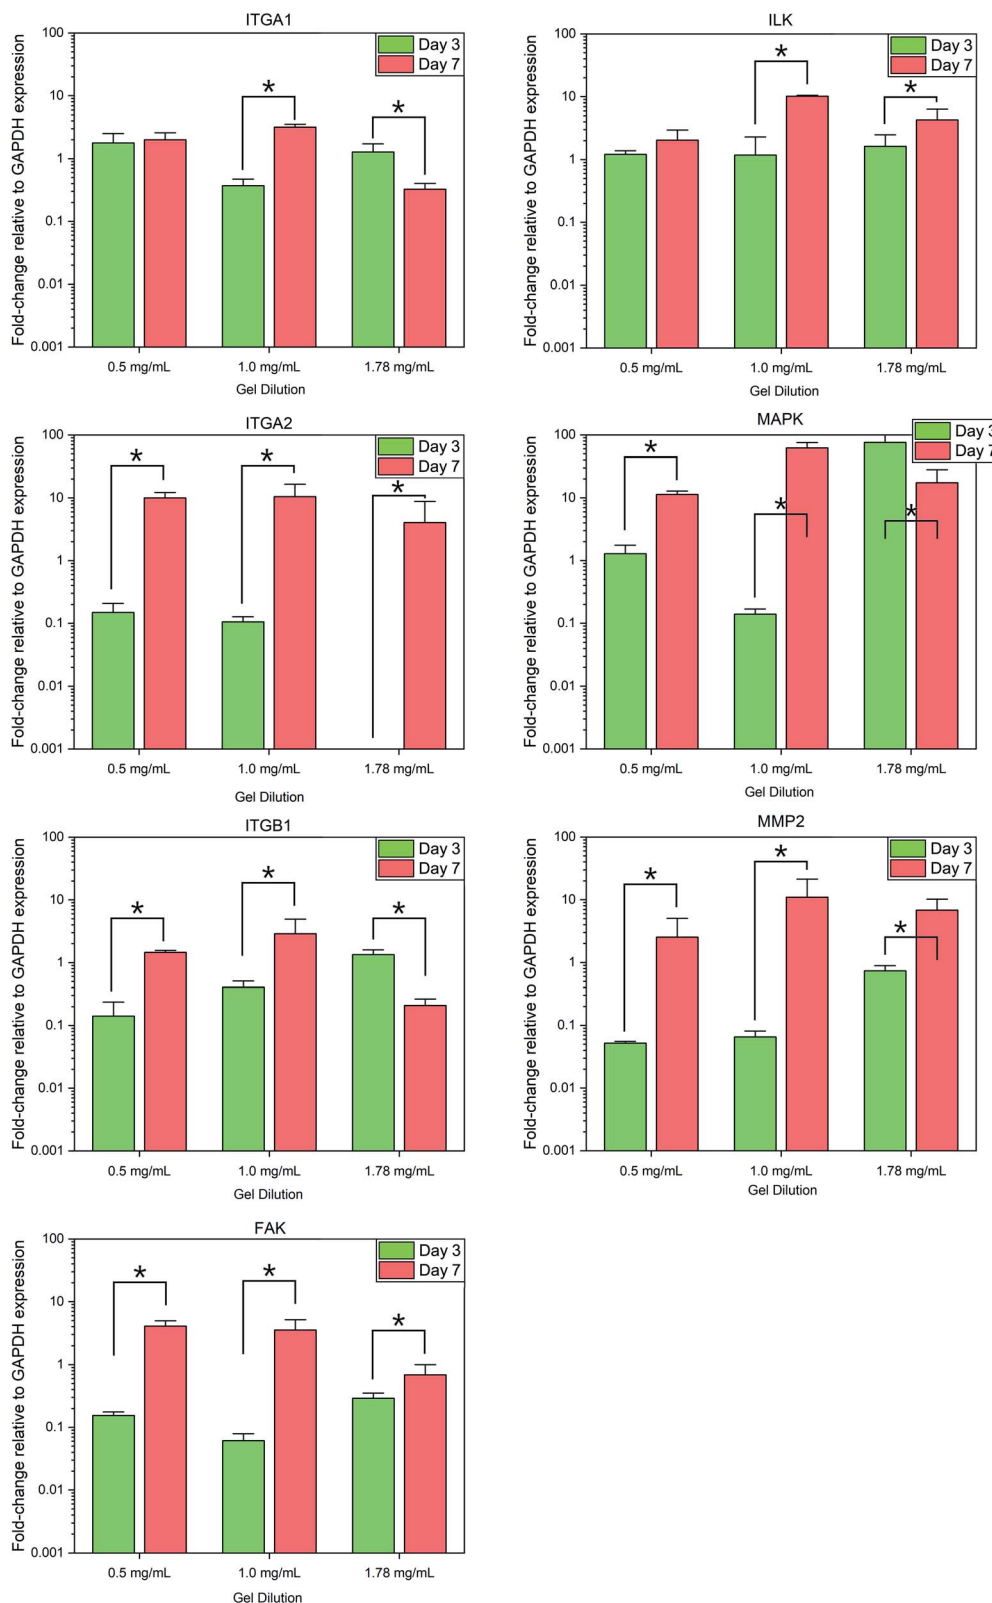 ITGA1
Fold-change relative to GAPDH expression
100
10
1
0.1
0.01
0.001
Day 3
Day 7
*
*
0.5 mg/mL
1.0 mg/mL
1.78 mg/mL
Gel Dilution
ILK
Fold-change relative to GAPDH expression
100
10
1
0.1
0.01
0.001
Day 3
Day 7
*
*
0.5 mg/mL
1.0 mg/mL
1.78 mg/mL
Gel Dilution
ITGA2
Fold-change relative to GAPDH expression
100
10
1
0.1
0.01
0.001
Day 3
Day 7
*
*
*
0.5 mg/mL
1.0 mg/mL
1.78 mg/mL
Gel Dilution
MAPK
Fold-change relative to GAPDH expression
100
10
1
0.1
0.01
0.001
Day 3
Day 7
*
*
*
0.5 mg/mL
1.0 mg/mL
1.78 mg/mL
Gel Dilution
ITGB1
Fold-change relative to GAPDH expression
100
10
1
0.1
0.01
0.001
Day 3
Day 7
*
*
*
0.5 mg/mL
1.0 mg/mL
1.78 mg/mL
Gel Dilution
MMP2
Fold-change relative to GAPDH expression
100
10
1
0.1
0.01
0.001
Day 3
Day 7
*
*
*
0.5 mg/mL
1.0 mg/mL
1.78 mg/mL
Gel Dilution
FAK
Fold-change relative to GAPDH expression
100
10
1
0.1
0.01
0.001
Day 3
Day 7
*
*
*
0.5 mg/mL
1.0 mg/mL
1.78 mg/mL
Gel Dilution